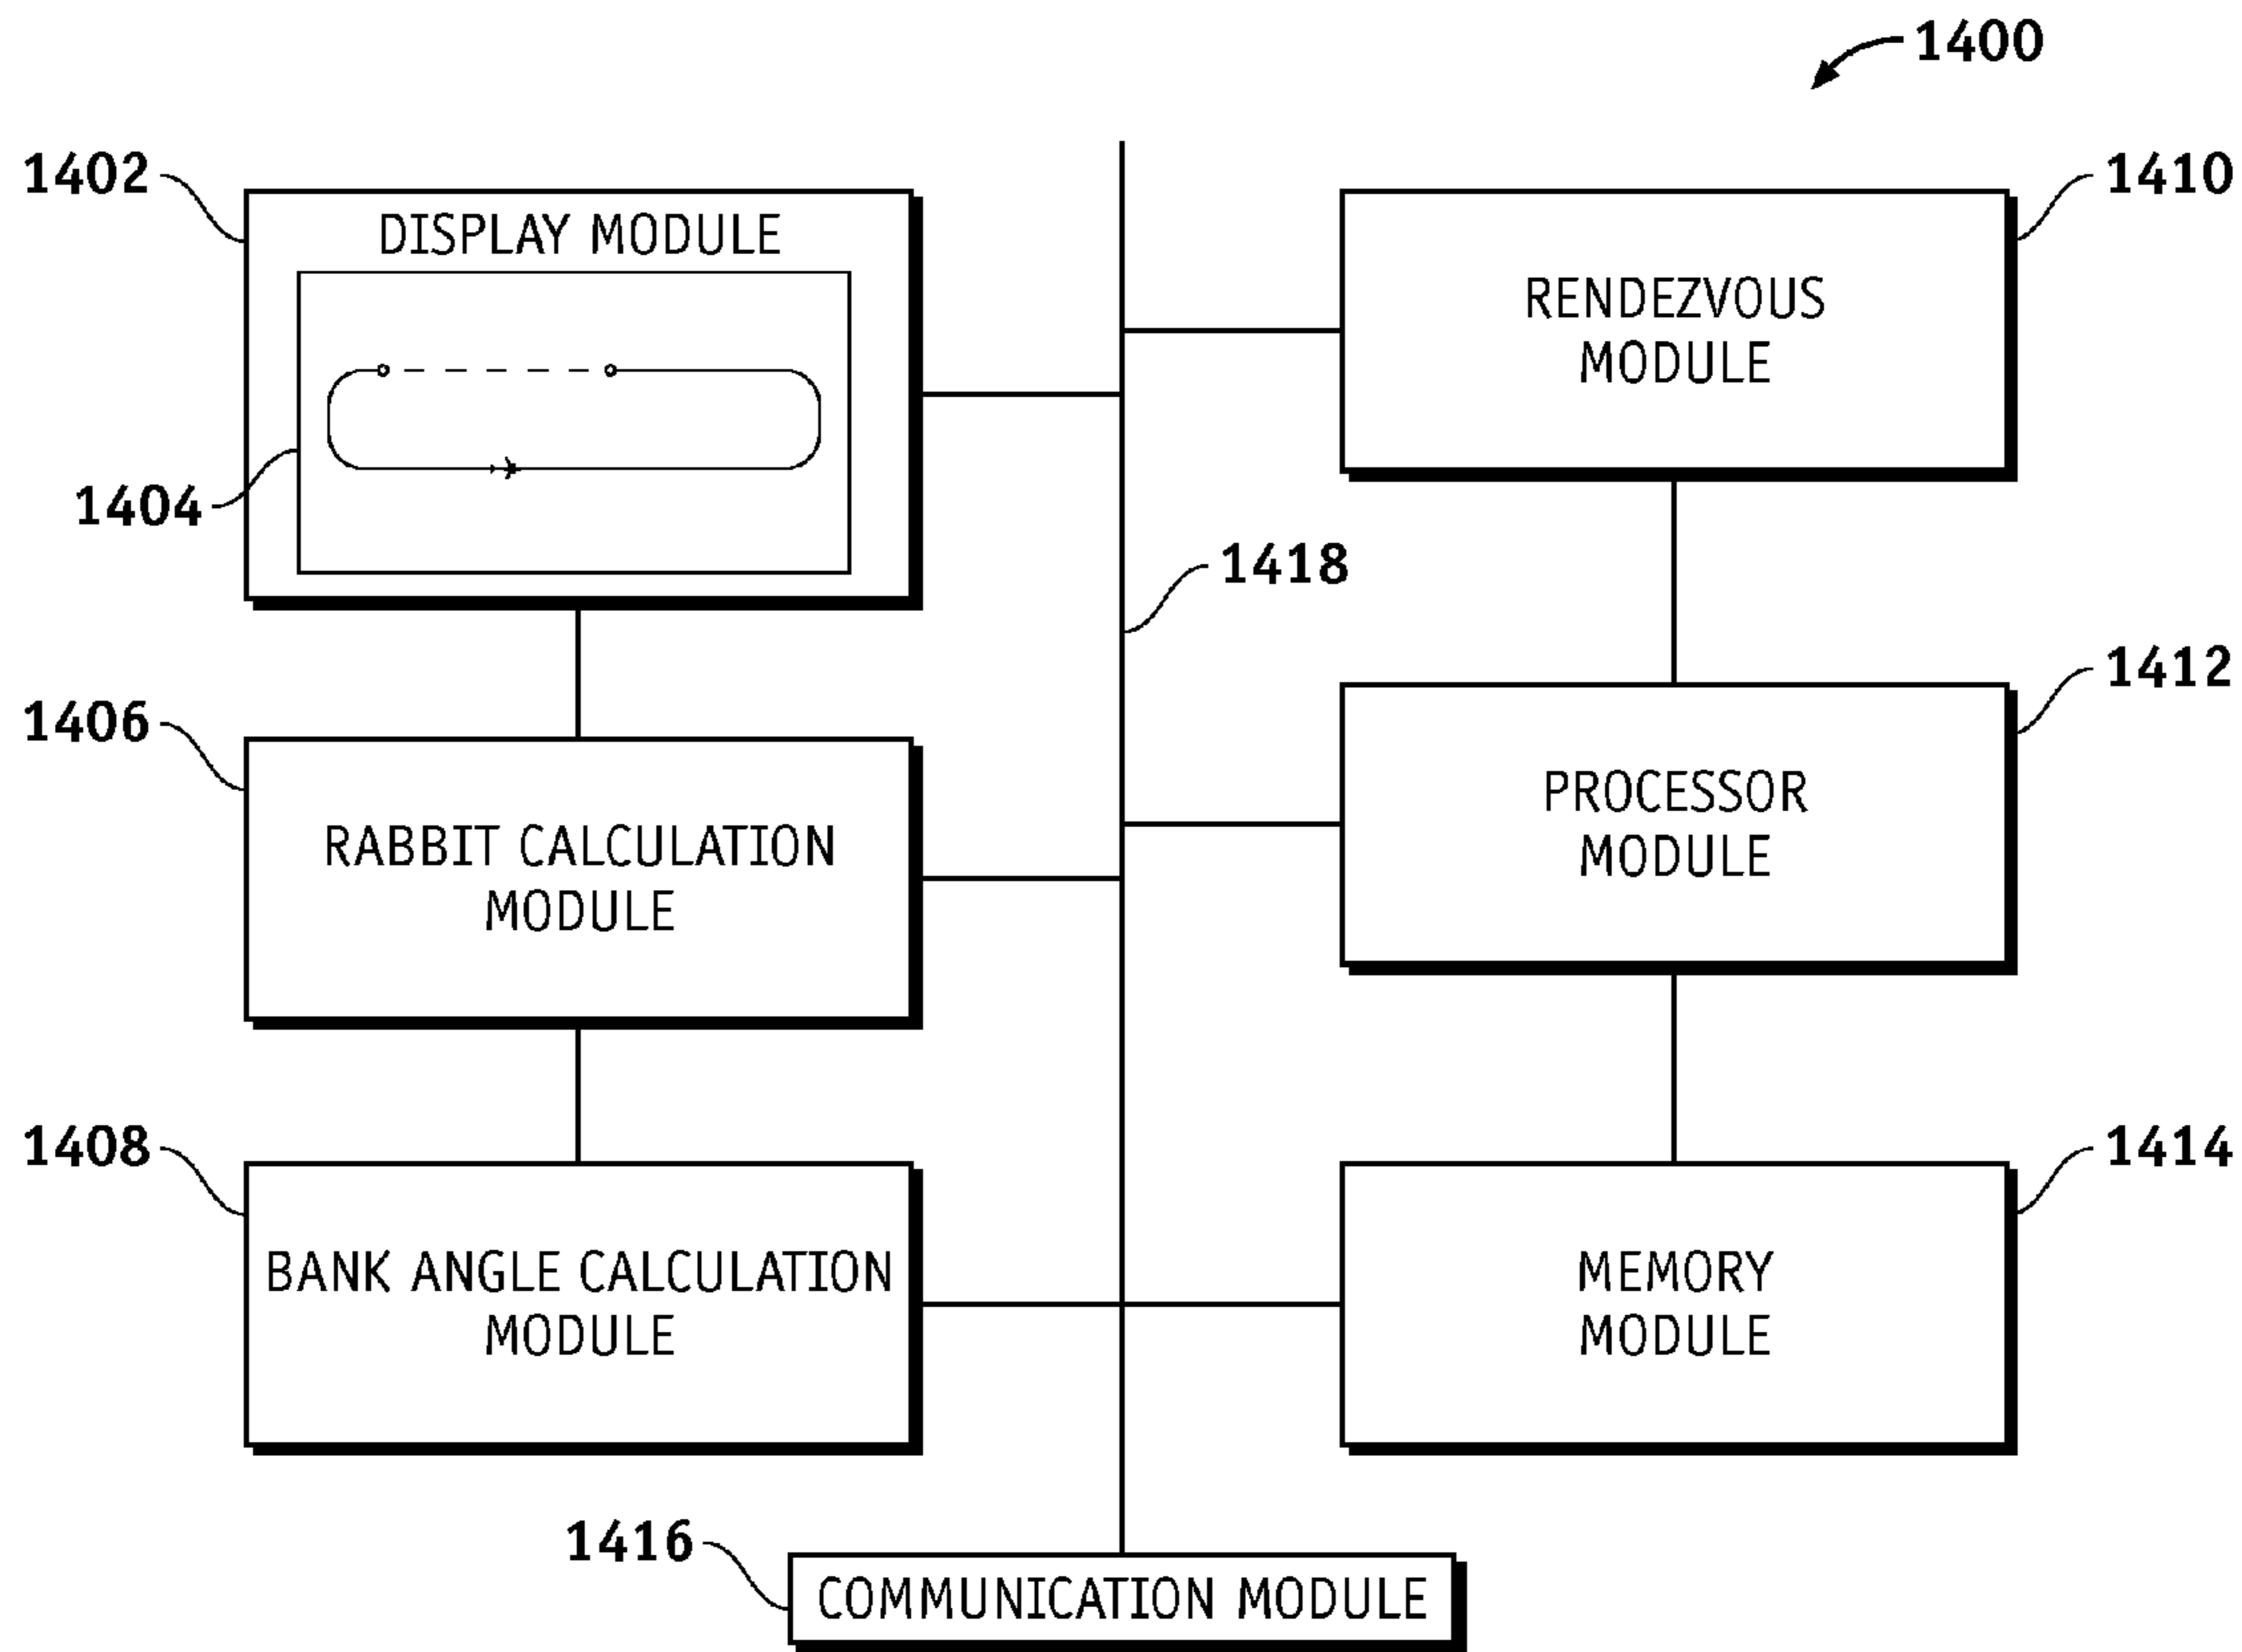 1400
1402
DISPLAY MODULE
1404
1410
RENDEZVOUS
MODULE
1418
1406
RABBIT CALCULATION
MODULE
1412
PROCESSOR
MODULE
1408
BANK ANGLE CALCULATION
MODULE
1414
MEMORY
MODULE
1416
COMMUNICATION MODULE